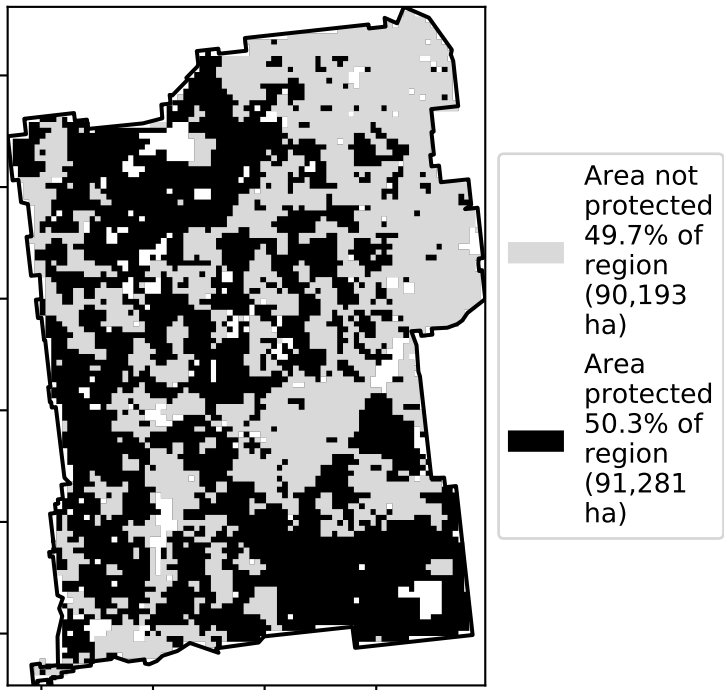 Area not
protected
49.7% of
region
(90,193
ha)
Area
protected
50.3% of
region
(91,281
ha)